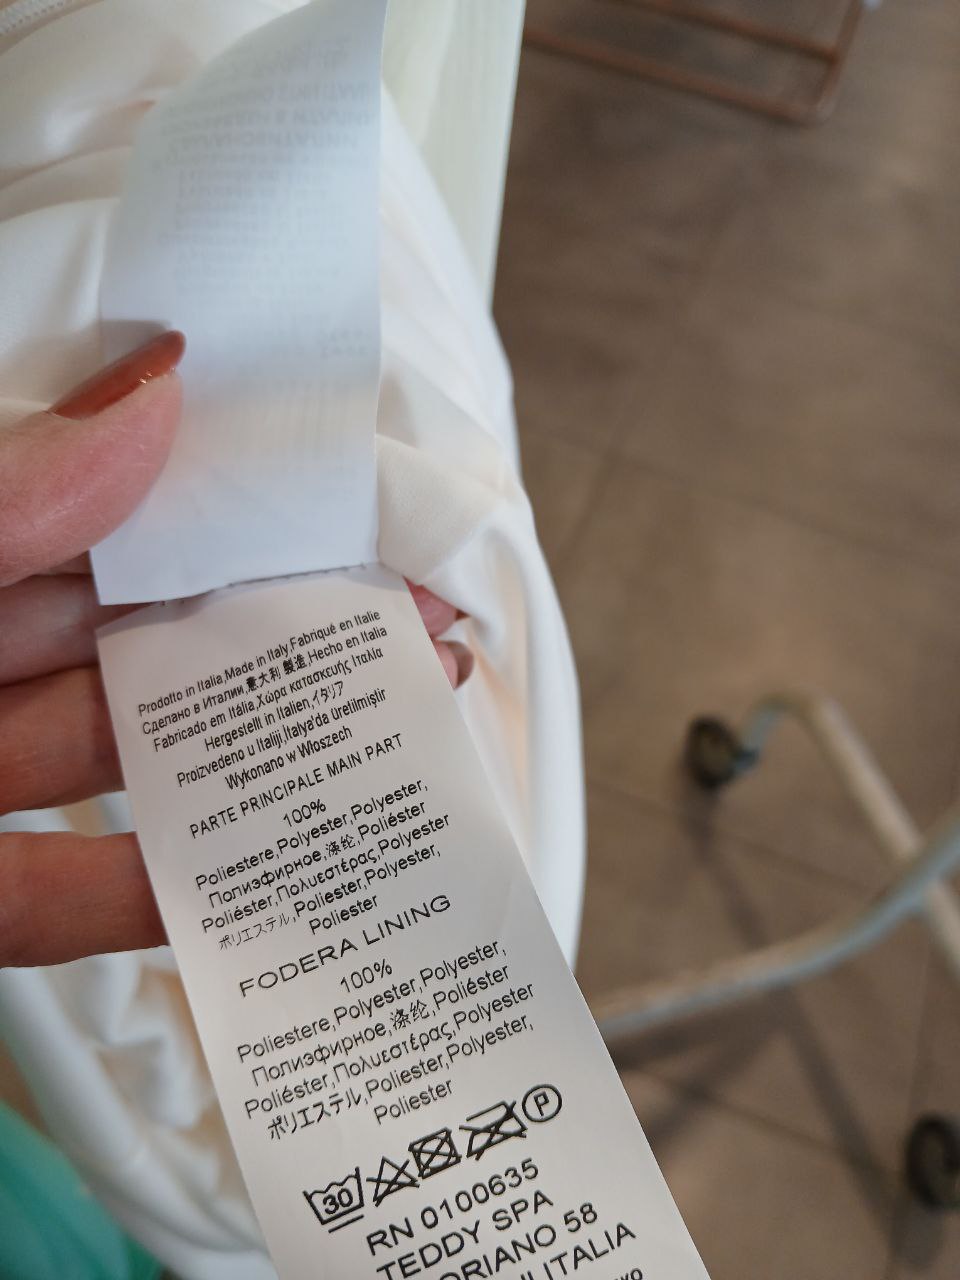 Prodotto in Italia,Made in Italy,Fabriqué en Italie
Сделано в Италии,意大利 製造,Hecho en Italia
Fabricado em Itália,Χώρα κατασκευής Ιταλία
Hergestellt in Italien,イタリア
Proizvedeno u Italiji,İtalya'da üretilmiştir
Wykonano w Włoszech
PARTE PRINCIPALE MAIN PART
100%
Poliestere,Polyester,Polyester,
Полиэфирное,涤纶,Poliéster
Poliéster,Πολυεστέρας,Polyester
ポリエステル,Poliester,Polyester,
Poliester
FODERA LINING
100%
Poliestere,Polyester,Polyester,
Полиэфирное,涤纶,Poliéster
Poliéster,Πολυεστέρας,Polyester
ポリエステル,Poliester,Polyester,
Poliester
30 P
RN 0100635
TEDDY SPA
ORIANO 58
ITALIA